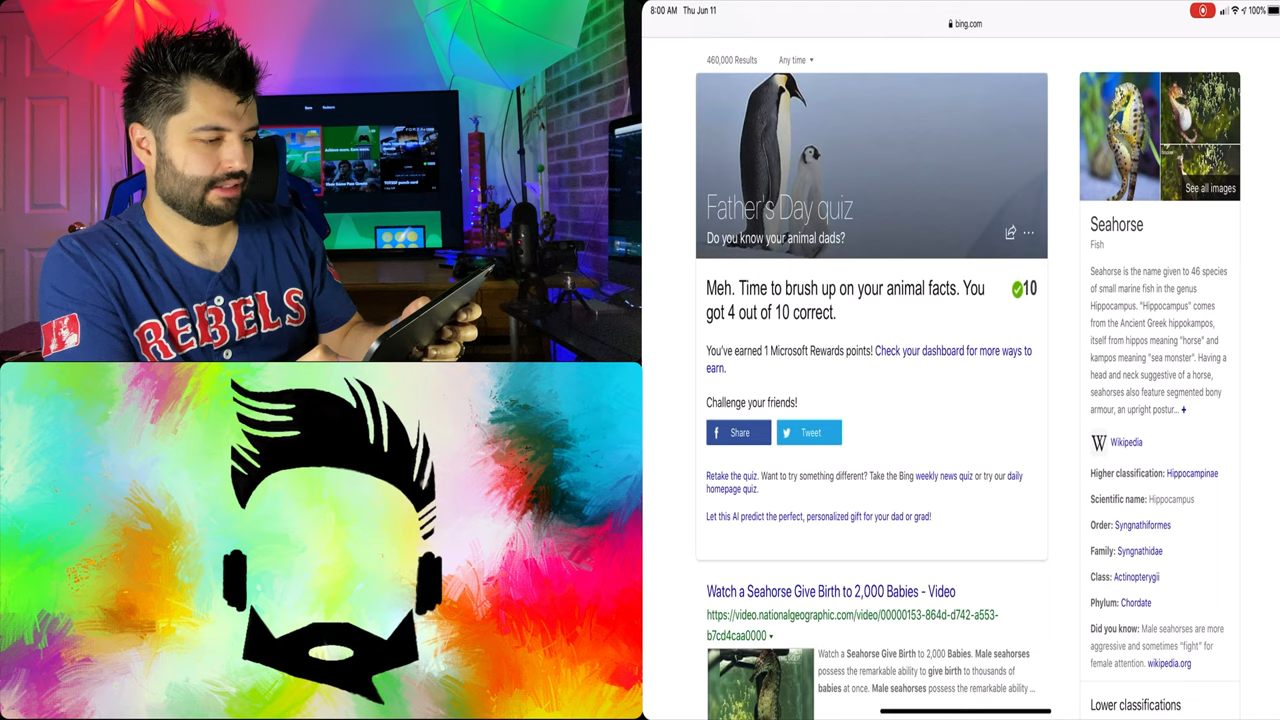 REBELS
8:00 AM Thu Jun 11
100%
bing.com
460,000 Results Any time
Father's Day quiz
Do you know your animal dads?
Meh. Time to brush up on your animal facts. You
got 4 out of 10 correct.
10
You've earned 1 Microsoft Rewards points! Check your dashboard for more ways to
earn.
Challenge your friends!
Share
Tweet
Retake the quiz. Want to try something different? Take the Bing weekly news quiz or try our daily
homepage quiz.
Let this AI predict the perfect, personalized gift for your dad or grad!
Watch a Seahorse Give Birth to 2,000 Babies - Video
https://video.nationalgeographic.com/video/00000153-864d-d742-a553-
b7cd4caa0000
Watch a Seahorse Give Birth to 2,000 Babies. Male seahorses
possess the remarkable ability to give birth to thousands of
babies at once. Male seahorses possess the remarkable ability ...
See all images
Seahorse
Fish
Seahorse is the name given to 46 species
of small marine fish in the genus
Hippocampus. "Hippocampus" comes
from the Ancient Greek hippokampos,
itself from hippos meaning "horse" and
kampos meaning "sea monster". Having a
head and neck suggestive of a horse,
seahorses also feature segmented bony
armour, an upright postur... +
W Wikipedia
Higher classification: Hippocampinae
Scientific name: Hippocampus
Order: Syngnathiformes
Family: Syngnathidae
Class: Actinopterygii
Phylum: Chordate
Did you know: Male seahorses are more
aggressive and sometimes "fight" for
female attention. wikipedia.org
Lower classifications